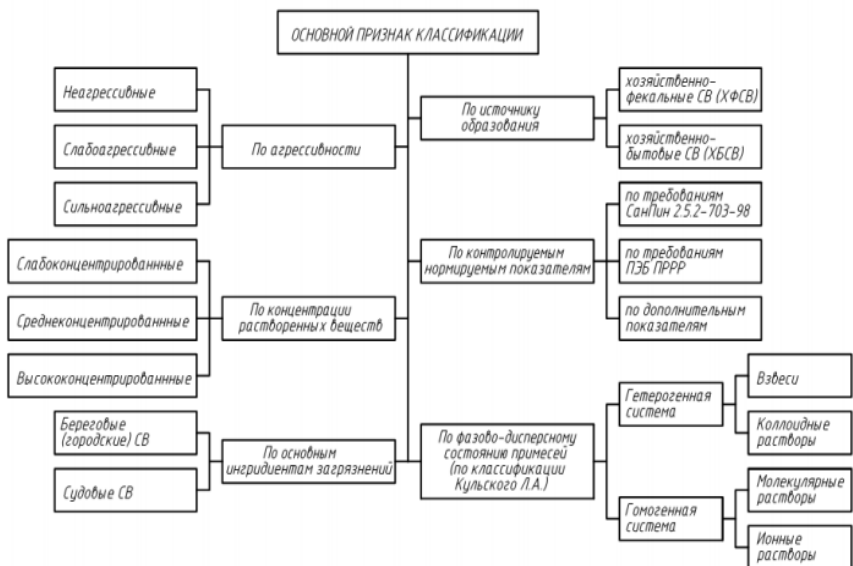 ОСНОВНОЙ ПРИЗНАК КЛАССИФИКАЦИИ
Неагрессивные
Слабоагрессивные
Сильноагрессивные
По агрессивности
Слабоконцентрированнные
Среднеконцентрированнные
Высококонцентрированнные
По концентрации
растворенных веществ
Береговые
(городские) СВ
Судовые СВ
По основным
ингридиентам загрязнений
По источнику
образования
хозяйственно-
фекальные СВ (ХФСВ)
хозяйственно-
бытовые СВ (ХБСВ)
По контролируемым
нормируемым показателям
по требованиям
СанПин 2.5.2-703-98
по требованиям
ПЭБ ПРРР
по дополнительным
показателям
По фазово-дисперсному
состоянию примесей
(по классификации
Кульского Л.А.)
Гетерогенная
система
Взвеси
Коллоидные
растворы
Гомогенная
система
Молекулярные
растворы
Ионные
растворы